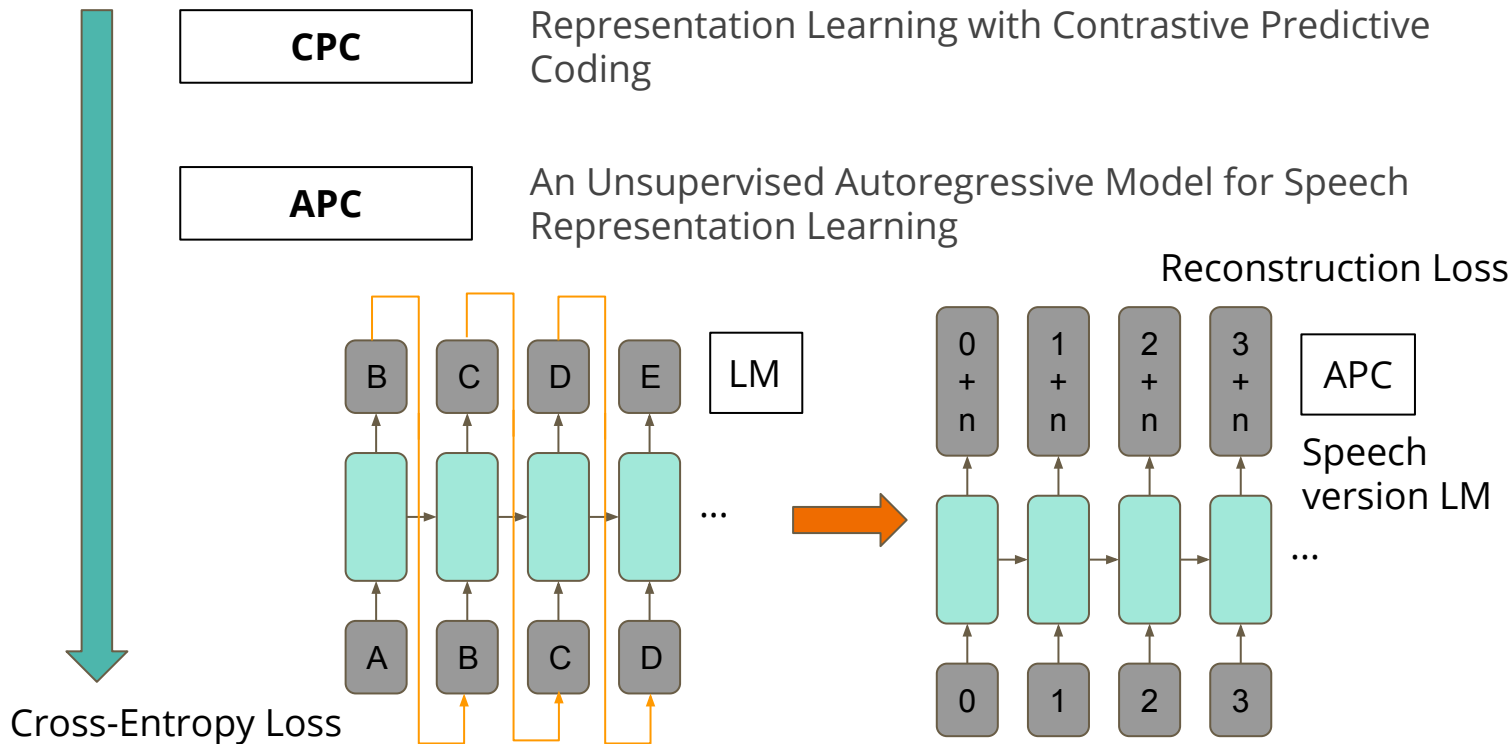 CPC
Representation Learning with Contrastive Predictive
Coding
APC
An Unsupervised Autoregressive Model for Speech
Representation Learning
Reconstruction Loss
B C D E
LM
A B C D
...
0 + n
1 + n
2 + n
3 + n
APC
Speech
version LM
...
0 1 2 3
Cross-Entropy Loss